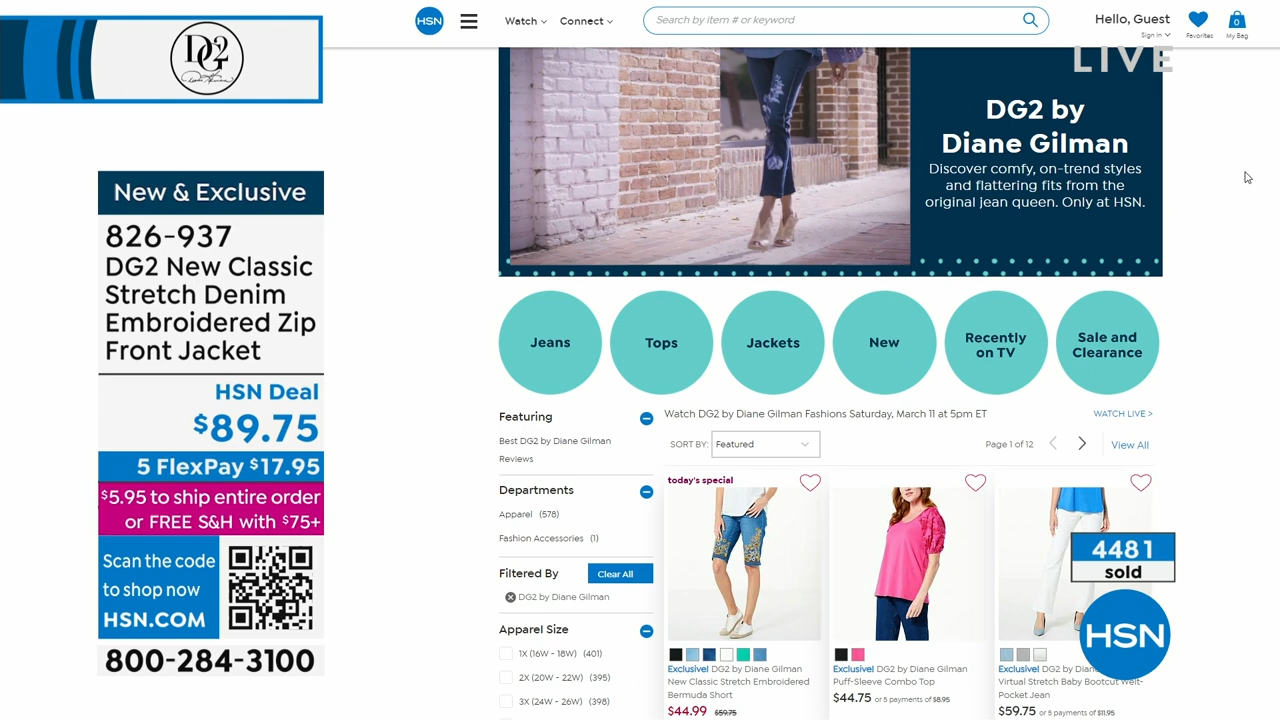 DG2
New & Exclusive
826-937
DG2 New Classic
Stretch Denim
Embroidered Zip
Front Jacket
HSN Deal
$89.75
5 FlexPay $17.95
$5.95 to ship entire order
or FREE S&H with $75+
Scan the code
to shop now
HSN.COM
800-284-3100
HSN
Watch
Connect
Search by item # or keyword
Hello, Guest
Sign in
Favorites
0
My Bag
LIVE
DG2 by
Diane Gilman
Discover comfy, on-trend styles
and flattering fits from the
original jean queen. Only at HSN.
Jeans
Tops
Jackets
New
Recently
on TV
Sale and
Clearance
Featuring
Best DG2 by Diane Gilman
Reviews
Departments
Apparel (578)
Fashion Accessories (1)
Filtered By
Clear All
DG2 by Diane Gilman
Apparel Size
1X (16W - 18W) (401)
2X (20W - 22W) (395)
3X (24W - 26W) (398)
Watch DG2 by Diane Gilman Fashions Saturday, March 11 at 5pm ET
WATCH LIVE >
SORT BY: Featured
Page 1 of 12
View All
today's special
Exclusive! DG2 by Diane Gilman
New Classic Stretch Embroidered
Bermuda Short
$44.99 $59.75
Exclusive! DG2 by Diane Gilman
Puff-Sleeve Combo Top
$44.75 or 5 payments of $8.95
Exclusive! DG2 by
Virtual Stretch Baby Bootcut Welt-
Pocket Jean
$59.75 or 5 payments of $11.95
4481
sold
HSN